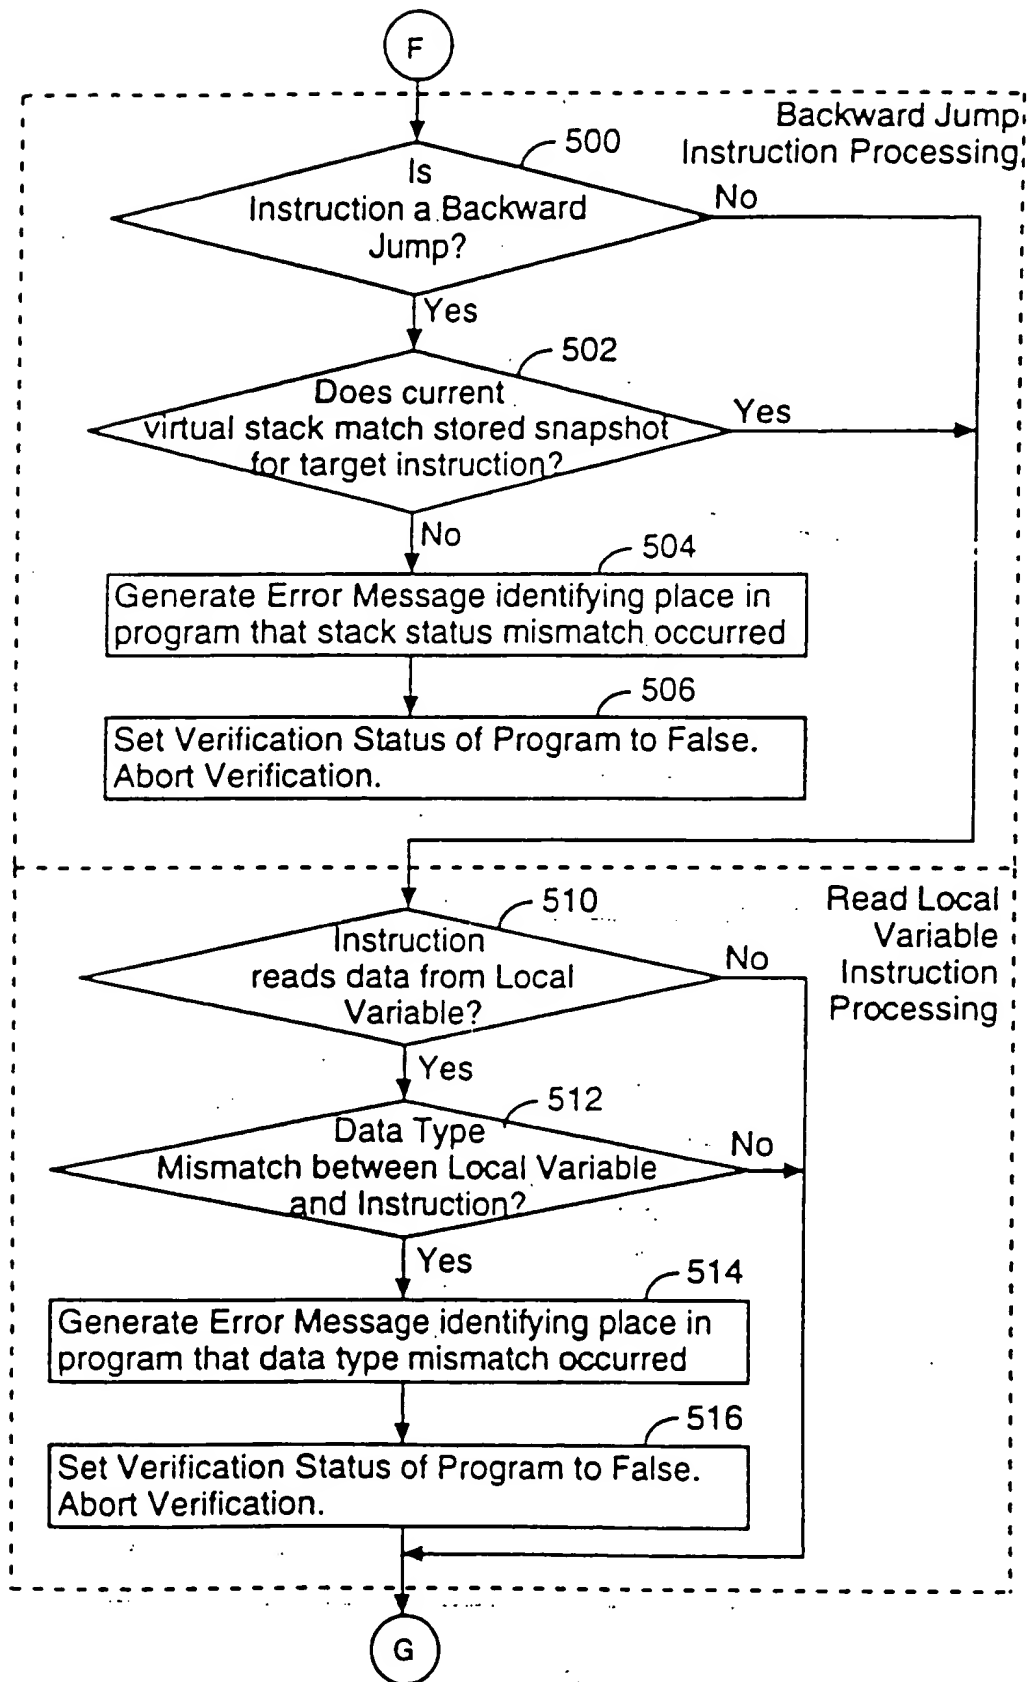 F
Backward Jump
Instruction Processing
500
Is
Instruction a Backward
Jump?
No
Yes
502
Does current
virtual stack match stored snapshot
for target instruction?
Yes
No
504
Generate Error Message identifying place in
program that stack status mismatch occurred
506
Set Verification Status of Program to False.
Abort Verification.
510
Read Local
Variable
Instruction
Processing
Instruction
reads data from Local
Variable?
No
Yes
512
Data Type
Mismatch between Local Variable
and Instruction?
No
Yes
514
Generate Error Message identifying place in
program that data type mismatch occurred
516
Set Verification Status of Program to False.
Abort Verification.
G